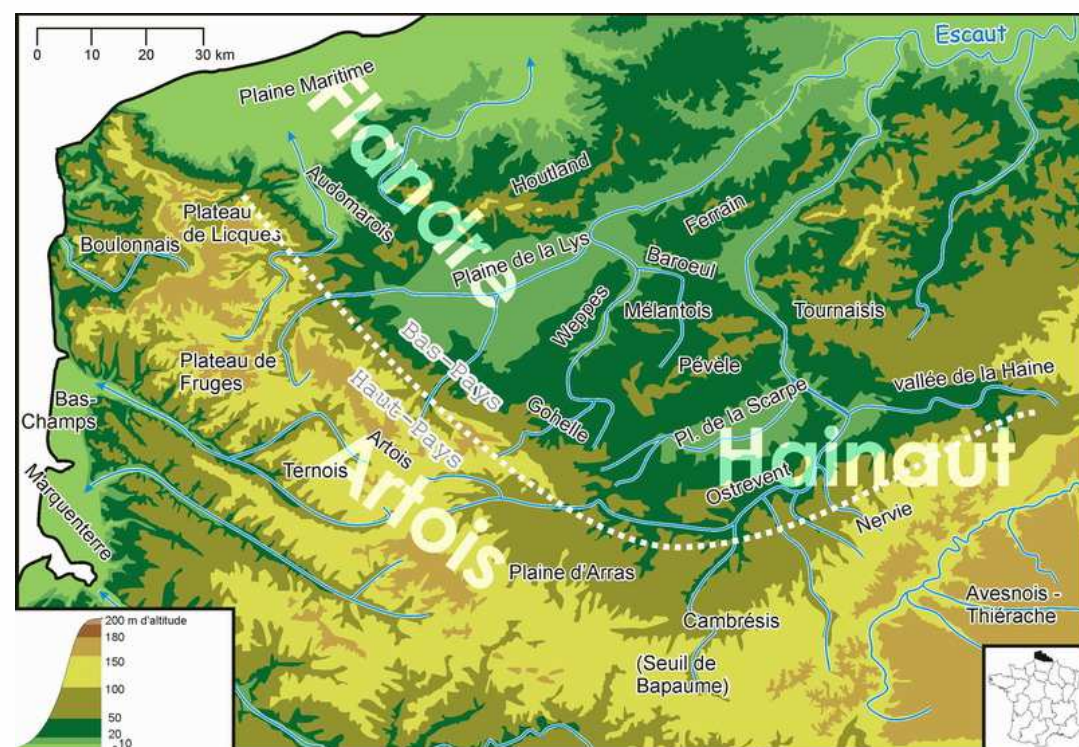 0 10 20 30 km
Escaut
Plaine Maritime
Flandre
Audomarois
Houtland
Ferrain
Plateau
de Licques
Boulonnais
Plaine de la Lys
Baroeul
Weppes
Mélantois
Tournaisis
Bas-Pays
Haut-Pays
Plateau de
Fruges
Pévèle
vallée de la Haine
Bas-
Champs
Gohelle
Pl. de la Scarpe
Hainaut
Artois
Ternois
Artois
Ostrevent
Nervie
Marquenterre
Plaine d'Arras
Avesnois -
Thiérache
Cambrésis
(Seuil de
Bapaume)
200 m d'altitude
180
150
100
50
20
-10